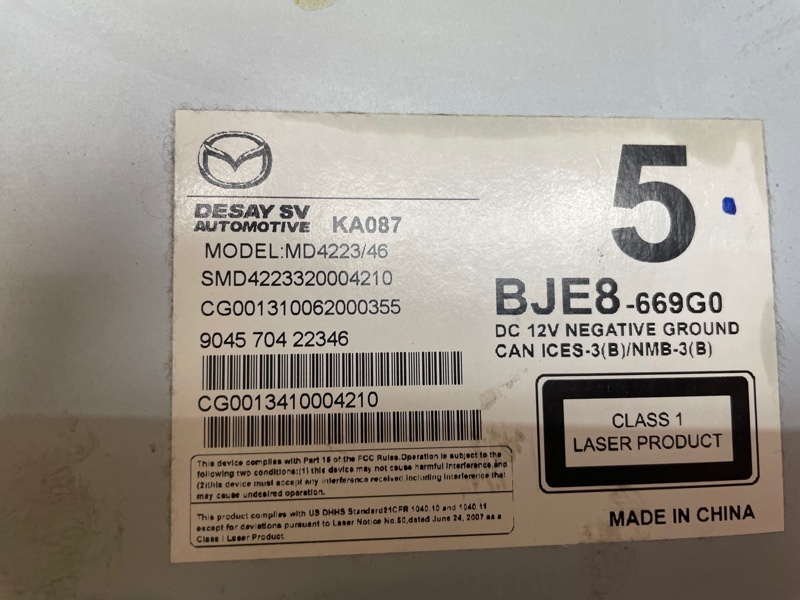 DESAY SV
AUTOMOTIVE KA087
MODEL:MD4223/46
SMD4223320004210
CG001310062000355
9045 704 22346
CG0013410004210
This device complies with Part 15 of the FCC Rules.Operation is subject to the
following two conditions:(1) this device may not cause harmful interference,and
(2)this device must accept any interference received,including interference that
may cause undesired operation.
This product complies with US DHHS Standard21CFR 1040.10 and 1040.11
except for deviations pursuant to Laser Notice No.50,dated June 24, 2007 as a
Class I Laser Product.
5
BJE8-669G0
DC 12V NEGATIVE GROUND
CAN ICES-3(B)/NMB-3(B)
CLASS 1
LASER PRODUCT
MADE IN CHINA